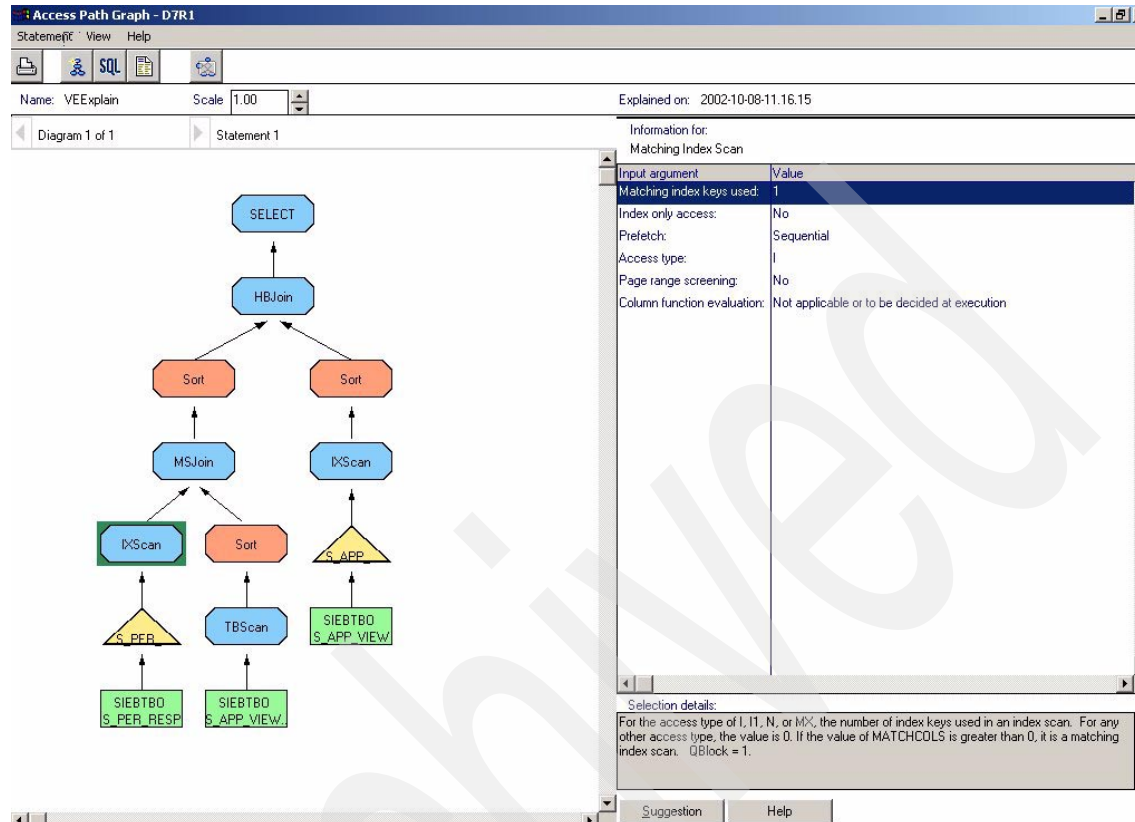 Access Path Graph - D7R1
Statement View Help
SQL
Name: VEExplain Scale 1.00 Explained on: 2002-10-08-11.16.15
Diagram 1 of 1 Statement 1
Information for:
Matching Index Scan
Input argument Value
Matching index keys used: 1
Index only access: No
Prefetch: Sequential
Access type: I
Page range screening: No
Column function evaluation: Not applicable or to be decided at execution
SELECT
HBJoin
Sort Sort
MSJoin IXScan
IXScan Sort S_APP_
S_PER_ TBScan SIEBTBO
S_APP_VIEW
SIEBTBO SIEBTBO
S_PER_RESP S_APP_VIEW..
Selection details:
For the access type of I, I1, N, or MX, the number of index keys used in an index scan. For any
other access type, the value is 0. If the value of MATCHCOLS is greater than 0, it is a matching
index scan. QBlock = 1.
Suggestion Help